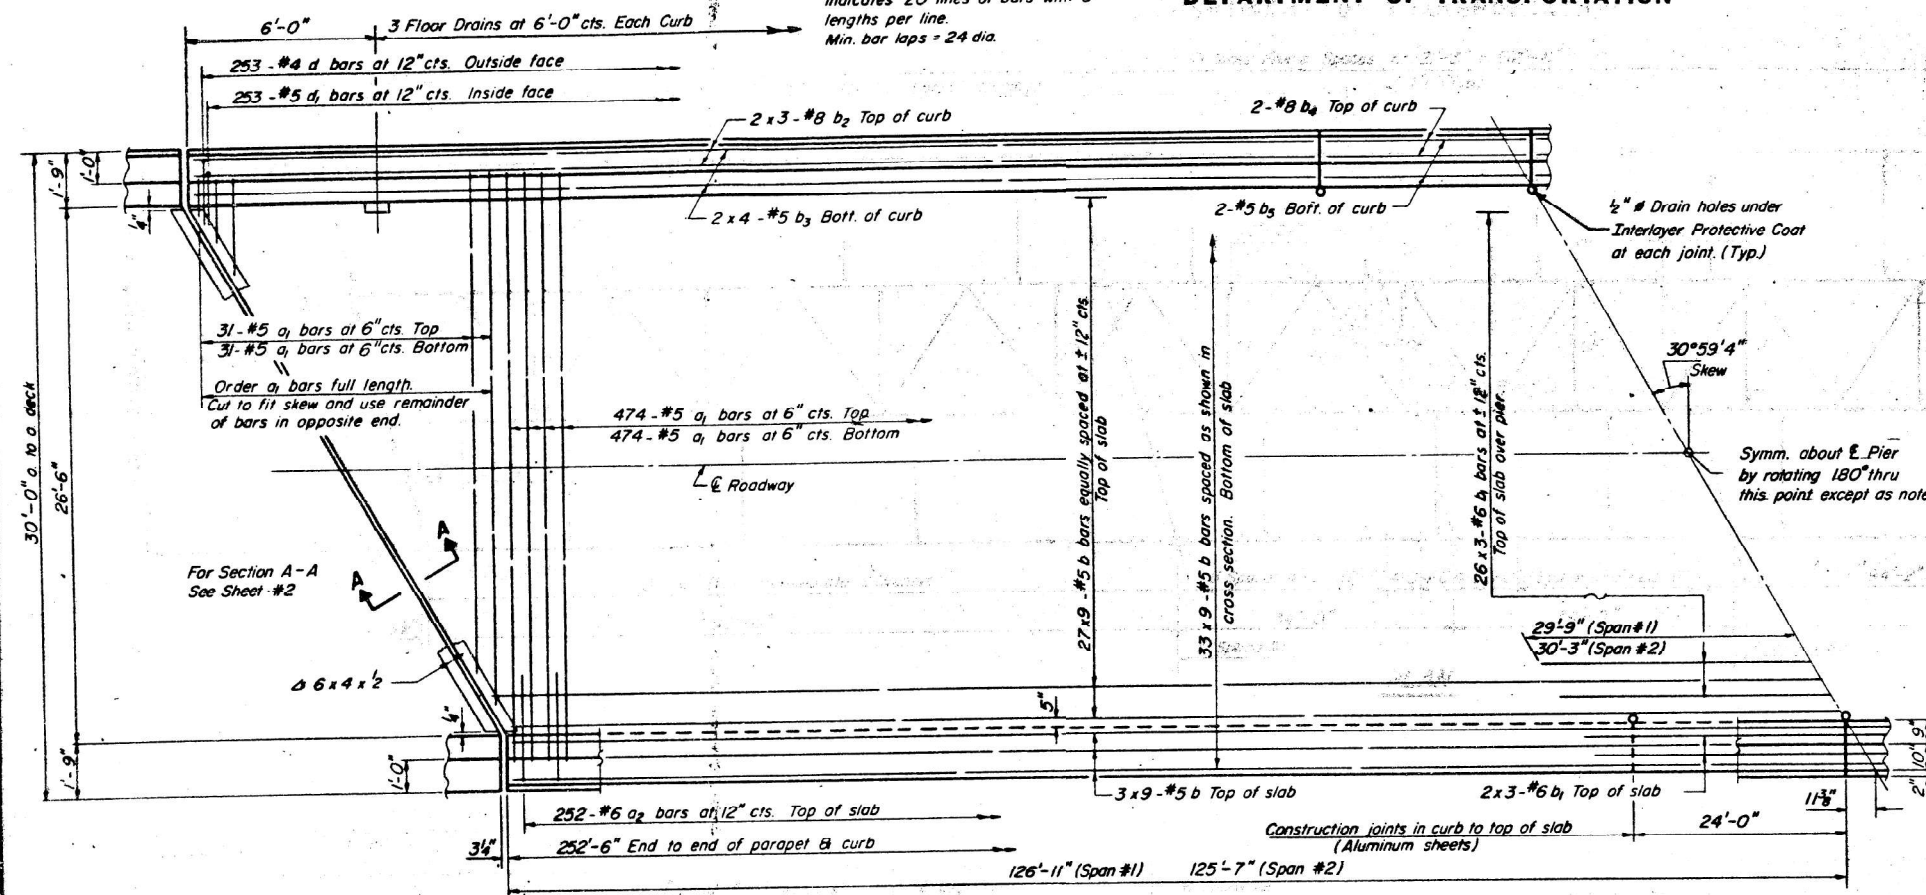 DEPARTMENT OF TRANSPORTATION
lengths per line.
Min. bar laps = 24 dia.
6'-0"
3 Floor Drains at 6'-0" cts. Each Curb
253 - #4 d bars at 12" cts. Outside face
253 - #5 d₁ bars at 12" cts. Inside face
2 x 3 - #8 b₂ Top of curb
2 - #8 b₄ Top of curb
1'-9"
1'-0"
1/4"
2 x 4 - #5 b₃ Bott. of curb
2 - #5 b₅ Bott. of curb
1/2" ø Drain holes under
Interlayer Protective Coat
at each joint. (Typ.)
31 - #5 a₁ bars at 6" cts. Top
31 - #5 a₁ bars at 6" cts. Bottom
Order a₁ bars full length.
Cut to fit skew and use remainder
of bars in opposite end.
474 - #5 a₁ bars at 6" cts. Top
474 - #5 a₁ bars at 6" cts. Bottom
30°59'4"
Skew
30'-0" o. to o. deck
26'-6"
℄ Roadway
27 x 9 - #5 b bars equally spaced at ± 12" cts.
Top of slab
33 x 9 - #5 b bars spaced as shown in
cross section. Bottom of slab
26 x 3 - #6 b₁ bars at ± 12" cts.
Top of slab over pier.
Symm. about ℄ Pier
by rotating 180° thru
this point except as note
A
A
For Section A-A
See Sheet #2
6 x 4 x 1/2
29'-9" (Span #1)
30'-3" (Span #2)
1/4"
5"
1'-9"
1'-0"
9"
10"
2"
3 x 9 - #5 b Top of slab
2 x 3 - #6 b₁ Top of slab
11 3/8"
252 - #6 a₂ bars at 12" cts. Top of slab
Construction joints in curb to top of slab
(Aluminum sheets)
24'-0"
3 1/4"
252'-6" End to end of parapet & curb
126'-11" (Span #1) 125'-7" (Span #2)